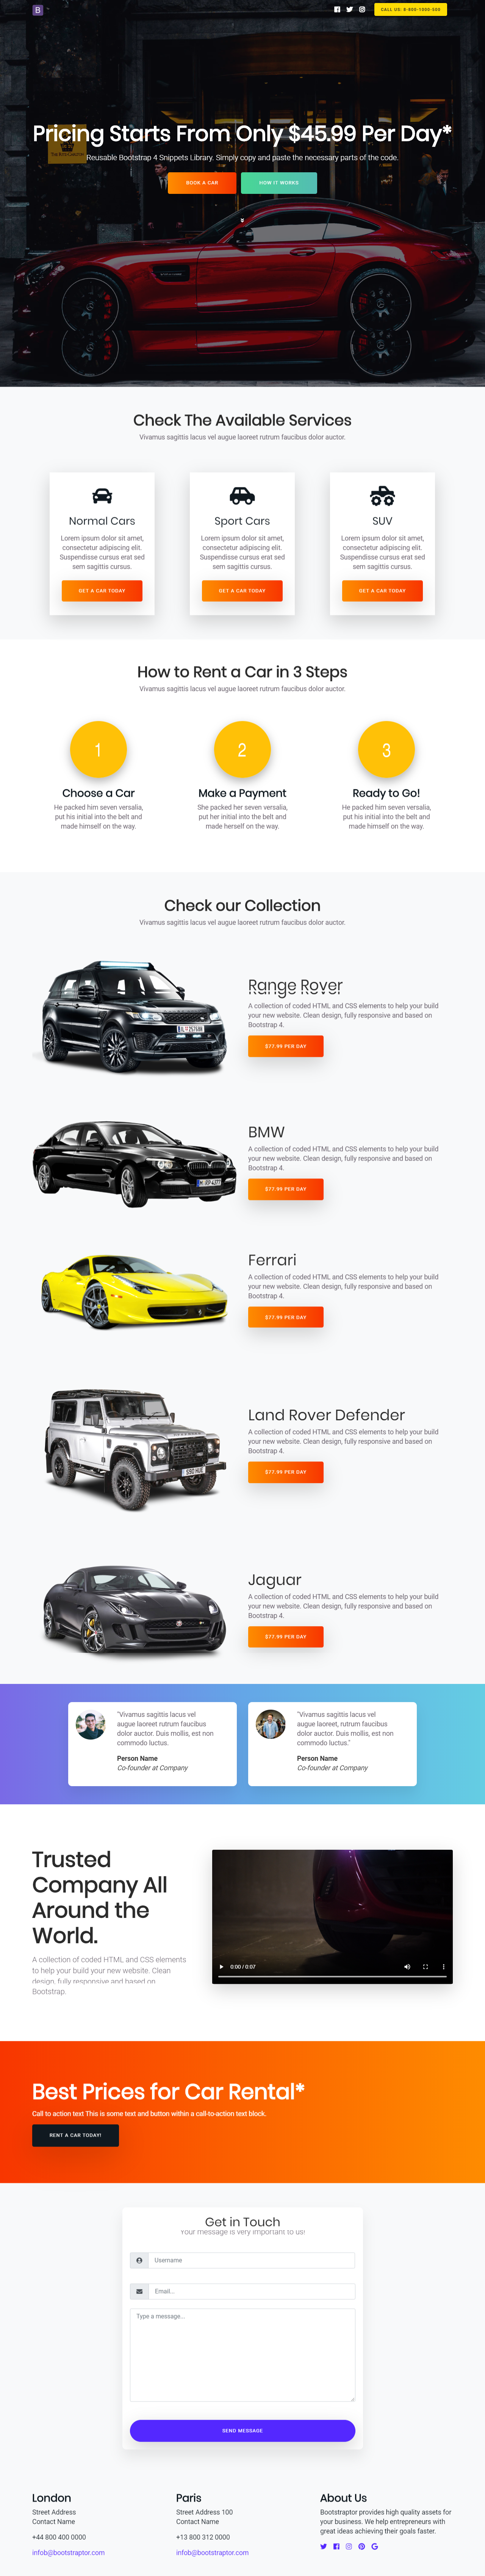 B
CALL US: 8-800-1000-500
Pricing Starts From Only $45.99 Per Day*
Reusable Bootstrap 4 Snippets Library. Simply copy and paste the necessary parts of the code.
BOOK A CAR
HOW IT WORKS
Check The Available Services
Vivamus sagittis lacus vel augue laoreet rutrum faucibus dolor auctor.
Normal Cars
Lorem ipsum dolor sit amet,
consectetur adipiscing elit.
Suspendisse cursus erat sed
sem sagittis cursus.
GET A CAR TODAY
Sport Cars
Lorem ipsum dolor sit amet,
consectetur adipiscing elit.
Suspendisse cursus erat sed
sem sagittis cursus.
GET A CAR TODAY
SUV
Lorem ipsum dolor sit amet,
consectetur adipiscing elit.
Suspendisse cursus erat sed
sem sagittis cursus.
GET A CAR TODAY
How to Rent a Car in 3 Steps
Vivamus sagittis lacus vel augue laoreet rutrum faucibus dolor auctor.
1
Choose a Car
He packed him seven versalia,
put his initial into the belt and
made himself on the way.
2
Make a Payment
She packed her seven versalia,
put her initial into the belt and
made herself on the way.
3
Ready to Go!
He packed him seven versalia,
put his initial into the belt and
made himself on the way.
Check our Collection
Vivamus sagittis lacus vel augue laoreet rutrum faucibus dolor auctor.
Range Rover
A collection of coded HTML and CSS elements to help your build
your new website. Clean design, fully responsive and based on
Bootstrap 4.
$77.99 PER DAY
BMW
A collection of coded HTML and CSS elements to help your build
your new website. Clean design, fully responsive and based on
Bootstrap 4.
$77.99 PER DAY
Ferrari
A collection of coded HTML and CSS elements to help your build
your new website. Clean design, fully responsive and based on
Bootstrap 4.
$77.99 PER DAY
Land Rover Defender
A collection of coded HTML and CSS elements to help your build
your new website. Clean design, fully responsive and based on
Bootstrap 4.
$77.99 PER DAY
Jaguar
A collection of coded HTML and CSS elements to help your build
your new website. Clean design, fully responsive and based on
Bootstrap 4.
$77.99 PER DAY
"Vivamus sagittis lacus vel
augue laoreet rutrum faucibus
dolor auctor. Duis mollis, est non
commodo luctus.
Person Name
Co-founder at Company
"Vivamus sagittis lacus vel
augue laoreet, rutrum faucibus
dolor auctor. Duis mollis, est non
commodo luctus."
Person Name
Co-founder at Company
Trusted
Company All
Around the
World.
A collection of coded HTML and CSS elements
to help your build your new website. Clean
design, fully responsive and based on
Bootstrap.
0:00 / 0:07
Best Prices for Car Rental*
Call to action text This is some text and button within a call-to-action text block.
RENT A CAR TODAY!
Get in Touch
Your message is very important to us!
Username
Email...
Type a message...
SEND MESSAGE
London
Street Address
Contact Name
+44 800 400 0000
infob@bootstraptor.com
Paris
Street Address 100
Contact Name
+13 800 312 0000
infob@bootstraptor.com
About Us
Bootstraptor provides high quality assets for
your business. We help entrepreneurs with
great ideas achieving their goals faster.